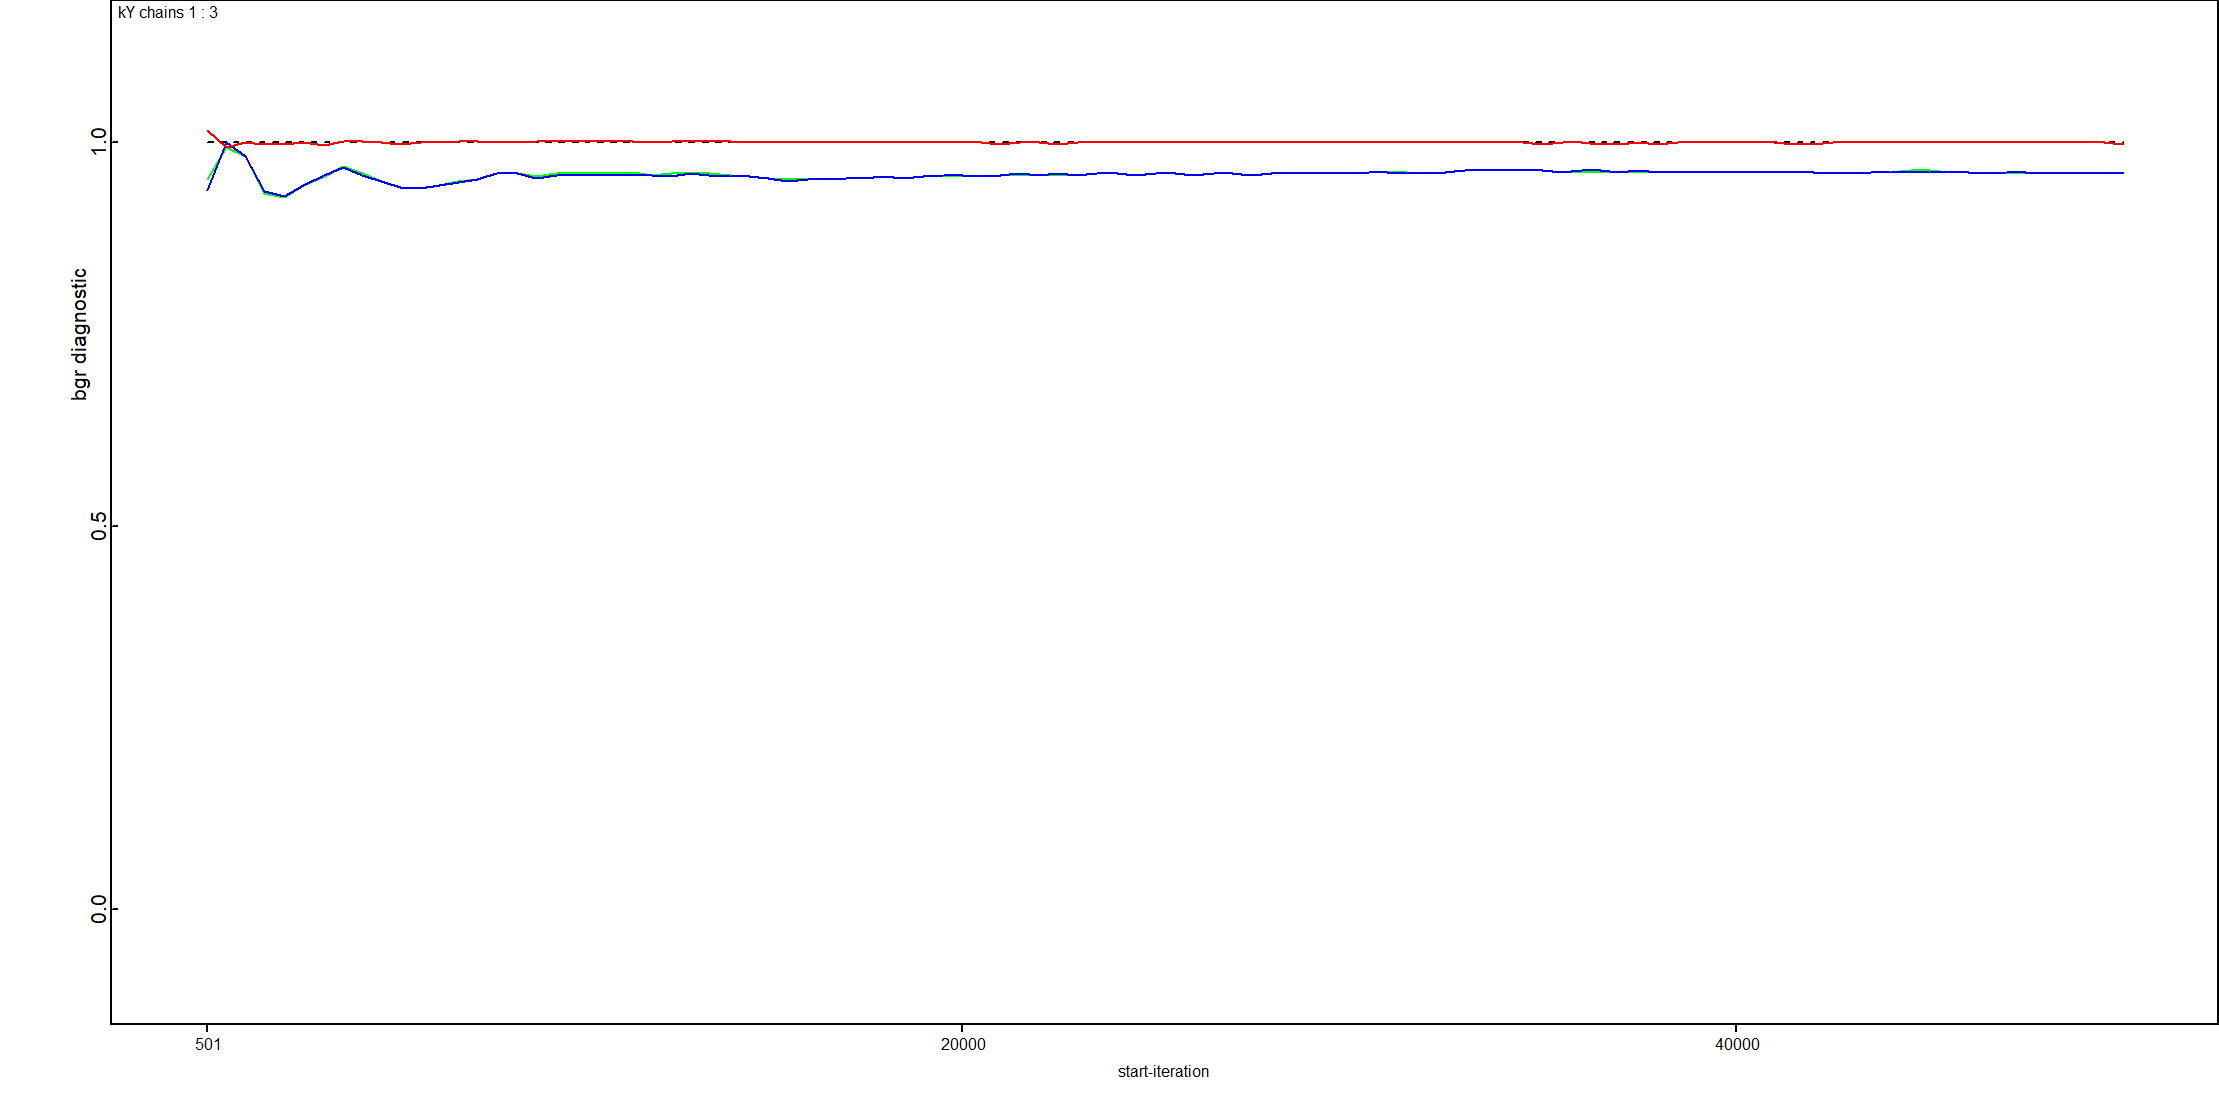 kY chains 1 : 3
bgr diagnostic
1.0
0.5
0.0
501
20000
40000
start-iteration